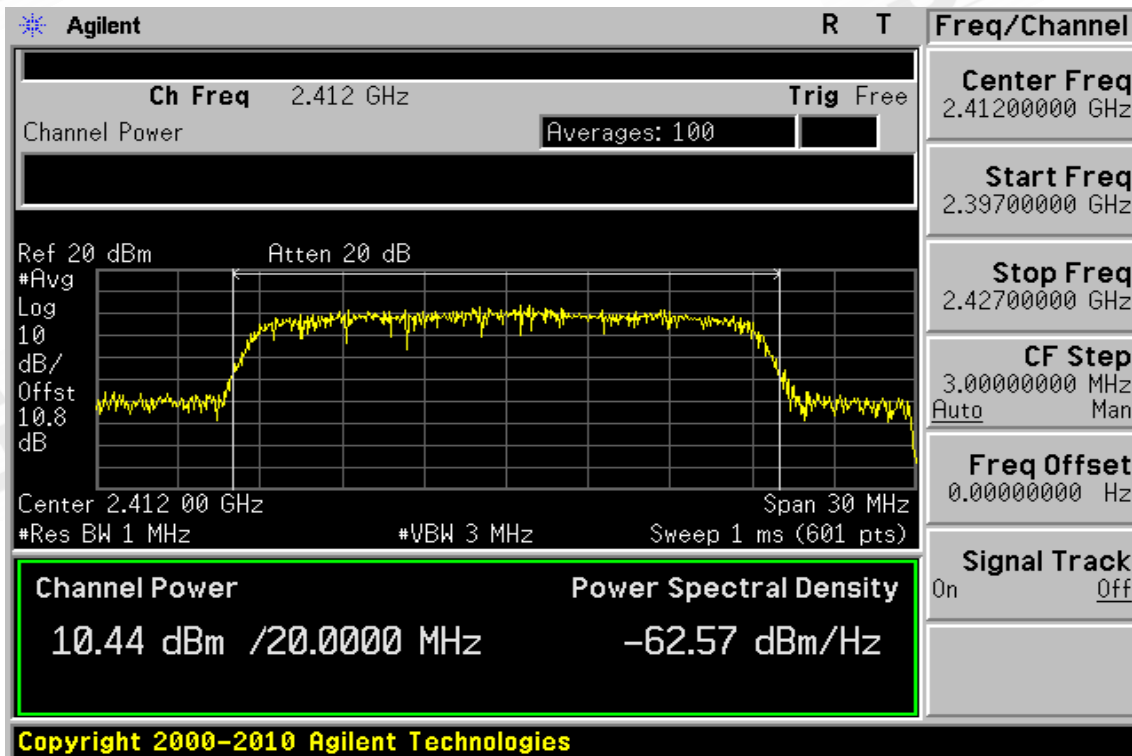 Agilent R T
Freq/Channel
Ch Freq 2.412 GHz Trig Free
Channel Power Averages: 100
Ref 20 dBm Atten 20 dB
#Avg
Log
10
dB/
Offst
10.8
dB
Center 2.412 00 GHz Span 30 MHz
#Res BW 1 MHz #VBW 3 MHz Sweep 1 ms (601 pts)
Channel Power Power Spectral Density
10.44 dBm /20.0000 MHz -62.57 dBm/Hz
Center Freq
2.41200000 GHz
Start Freq
2.39700000 GHz
Stop Freq
2.42700000 GHz
CF Step
3.00000000 MHz
Auto Man
Freq Offset
0.00000000 Hz
Signal Track
On Off
Copyright 2000-2010 Agilent Technologies